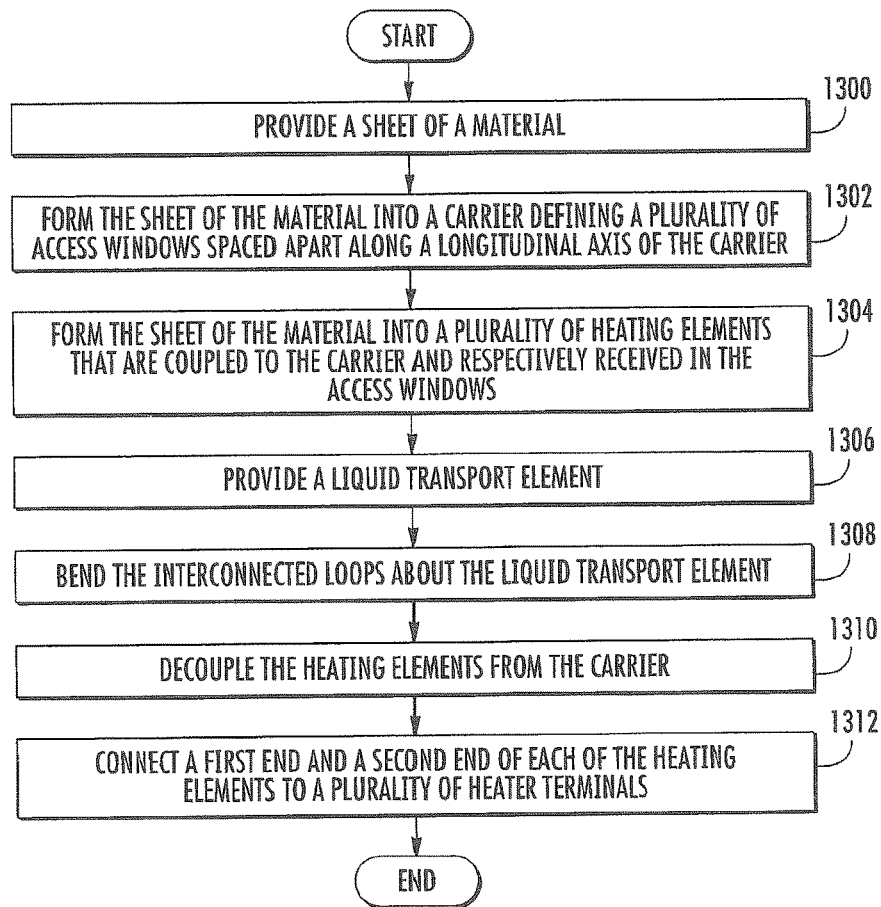 START
1300
PROVIDE A SHEET OF A MATERIAL
1302
FORM THE SHEET OF THE MATERIAL INTO A CARRIER DEFINING A PLURALITY OF
ACCESS WINDOWS SPACED APART ALONG A LONGITUDINAL AXIS OF THE CARRIER
1304
FORM THE SHEET OF THE MATERIAL INTO A PLURALITY OF HEATING ELEMENTS
THAT ARE COUPLED TO THE CARRIER AND RESPECTIVELY RECEIVED IN THE
ACCESS WINDOWS
1306
PROVIDE A LIQUID TRANSPORT ELEMENT
1308
BEND THE INTERCONNECTED LOOPS ABOUT THE LIQUID TRANSPORT ELEMENT
1310
DECOUPLE THE HEATING ELEMENTS FROM THE CARRIER
1312
CONNECT A FIRST END AND A SECOND END OF EACH OF THE HEATING
ELEMENTS TO A PLURALITY OF HEATER TERMINALS
END